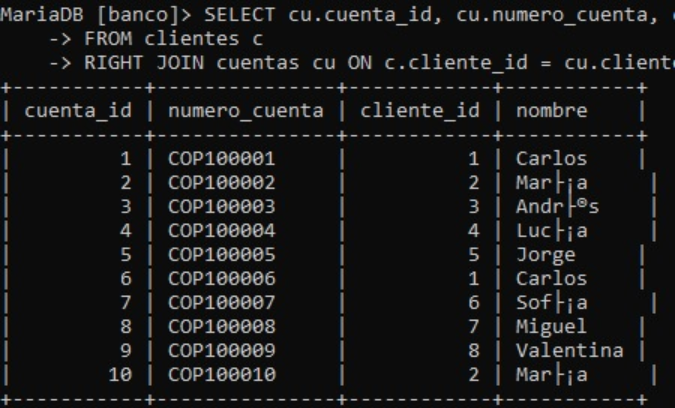 MariaDB [banco]> SELECT cu.cuenta_id, cu.numero_cuenta,
    -> FROM clientes c
    -> RIGHT JOIN cuentas cu ON c.cliente_id = cu.cliente
+-----------+---------------+------------+-----------+
| cuenta_id | numero_cuenta | cliente_id | nombre    |
+-----------+---------------+------------+-----------+
|         1 | COP100001     |          1 | Carlos    |
|         2 | COP100002     |          2 | Mar├¡a    |
|         3 | COP100003     |          3 | Andr├®s    |
|         4 | COP100004     |          4 | Luc├¡a    |
|         5 | COP100005     |          5 | Jorge     |
|         6 | COP100006     |          1 | Carlos    |
|         7 | COP100007     |          6 | Sof├¡a    |
|         8 | COP100008     |          7 | Miguel    |
|         9 | COP100009     |          8 | Valentina |
|        10 | COP100010     |          2 | Mar├¡a    |
+-----------+---------------+------------+-----------+